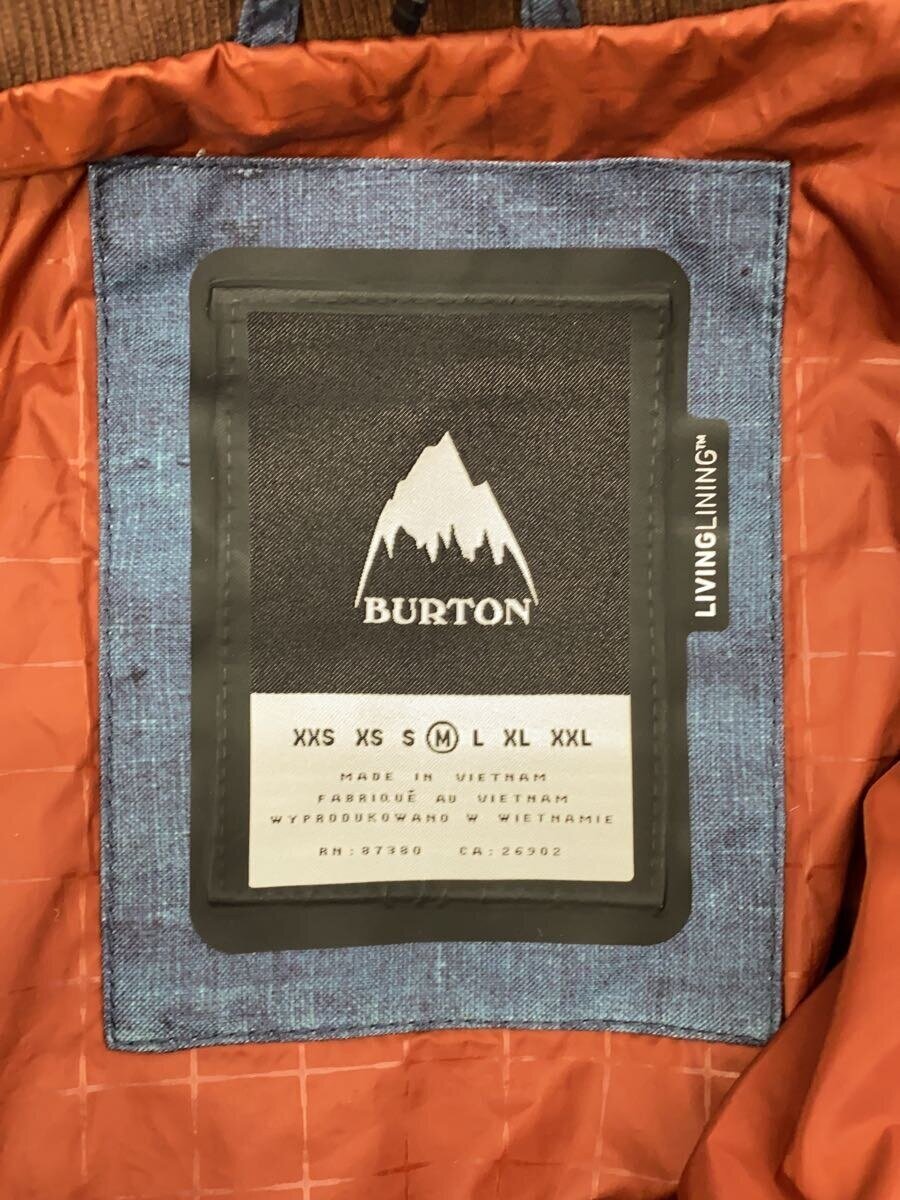 BURTON
LIVINGLINING™
XXS XS S M L XL XXL
MADE IN VIETNAM
FABRIQUÉ AU VIETNAM
WYPRODUKOWANO W WIETNAMIE
RN:87380 CA:26902